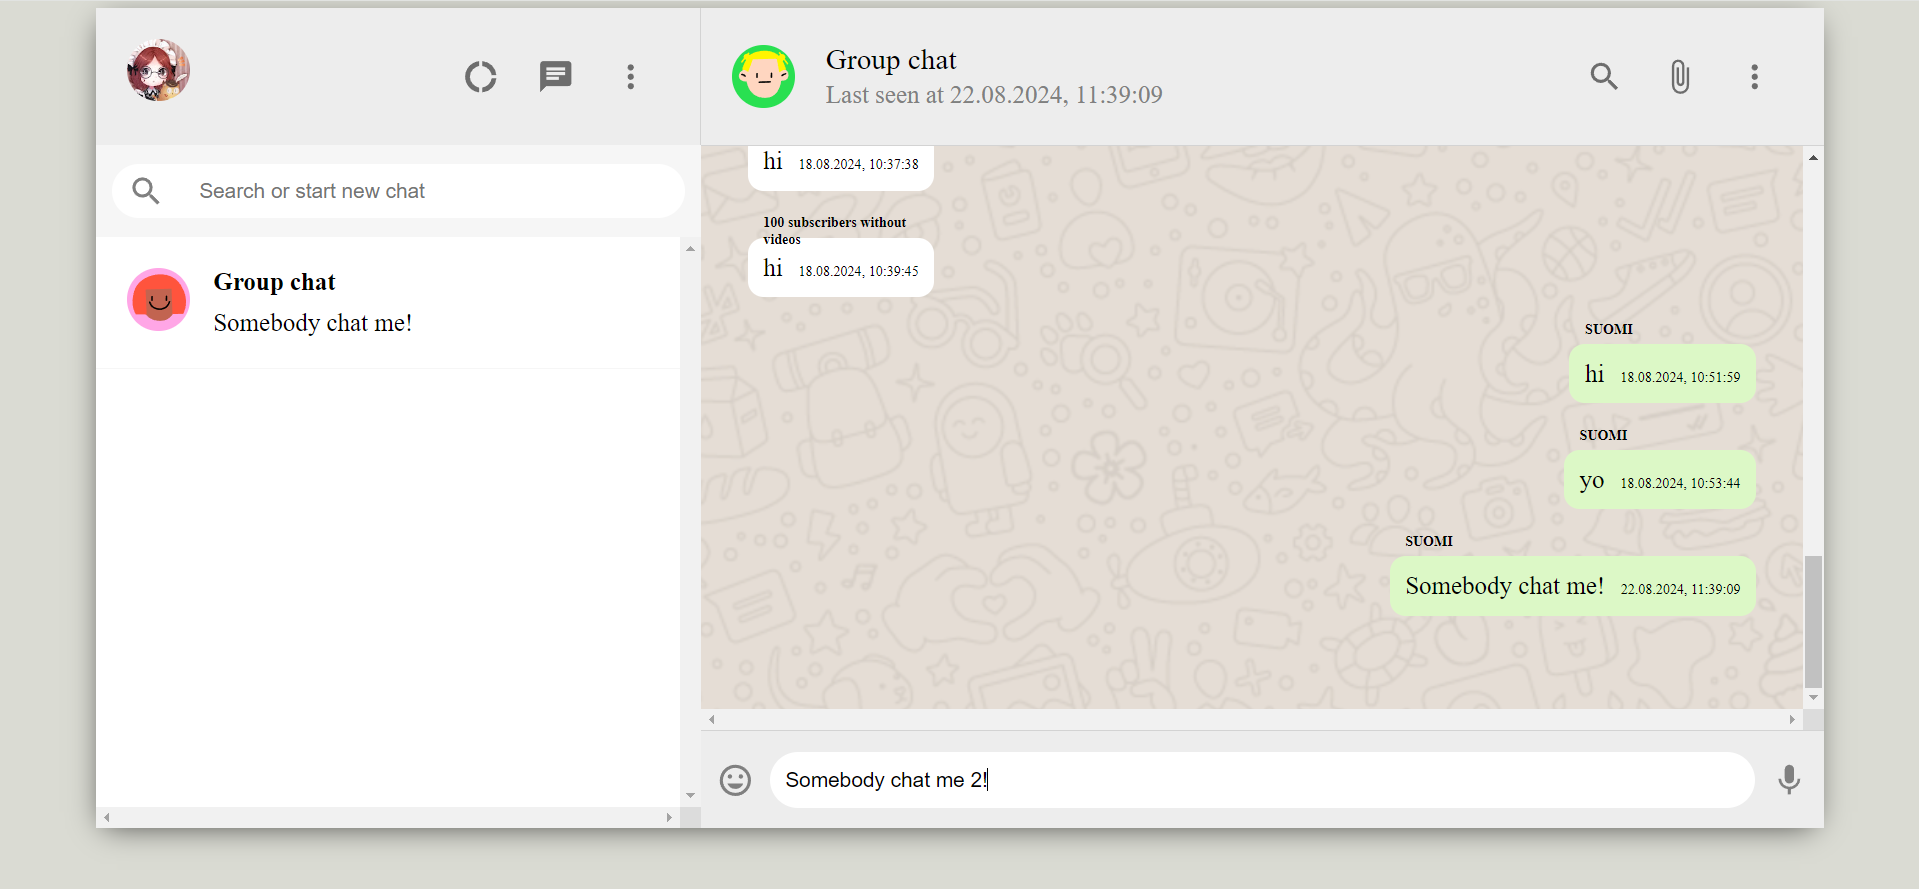 Group chat
Last seen at 22.08.2024, 11:39:09
Search or start new chat
Group chat
Somebody chat me!
hi 18.08.2024, 10:37:38
100 subscribers without
videos
hi 18.08.2024, 10:39:45
SUOMI
hi 18.08.2024, 10:51:59
SUOMI
yo 18.08.2024, 10:53:44
SUOMI
Somebody chat me! 22.08.2024, 11:39:09
Somebody chat me 2!